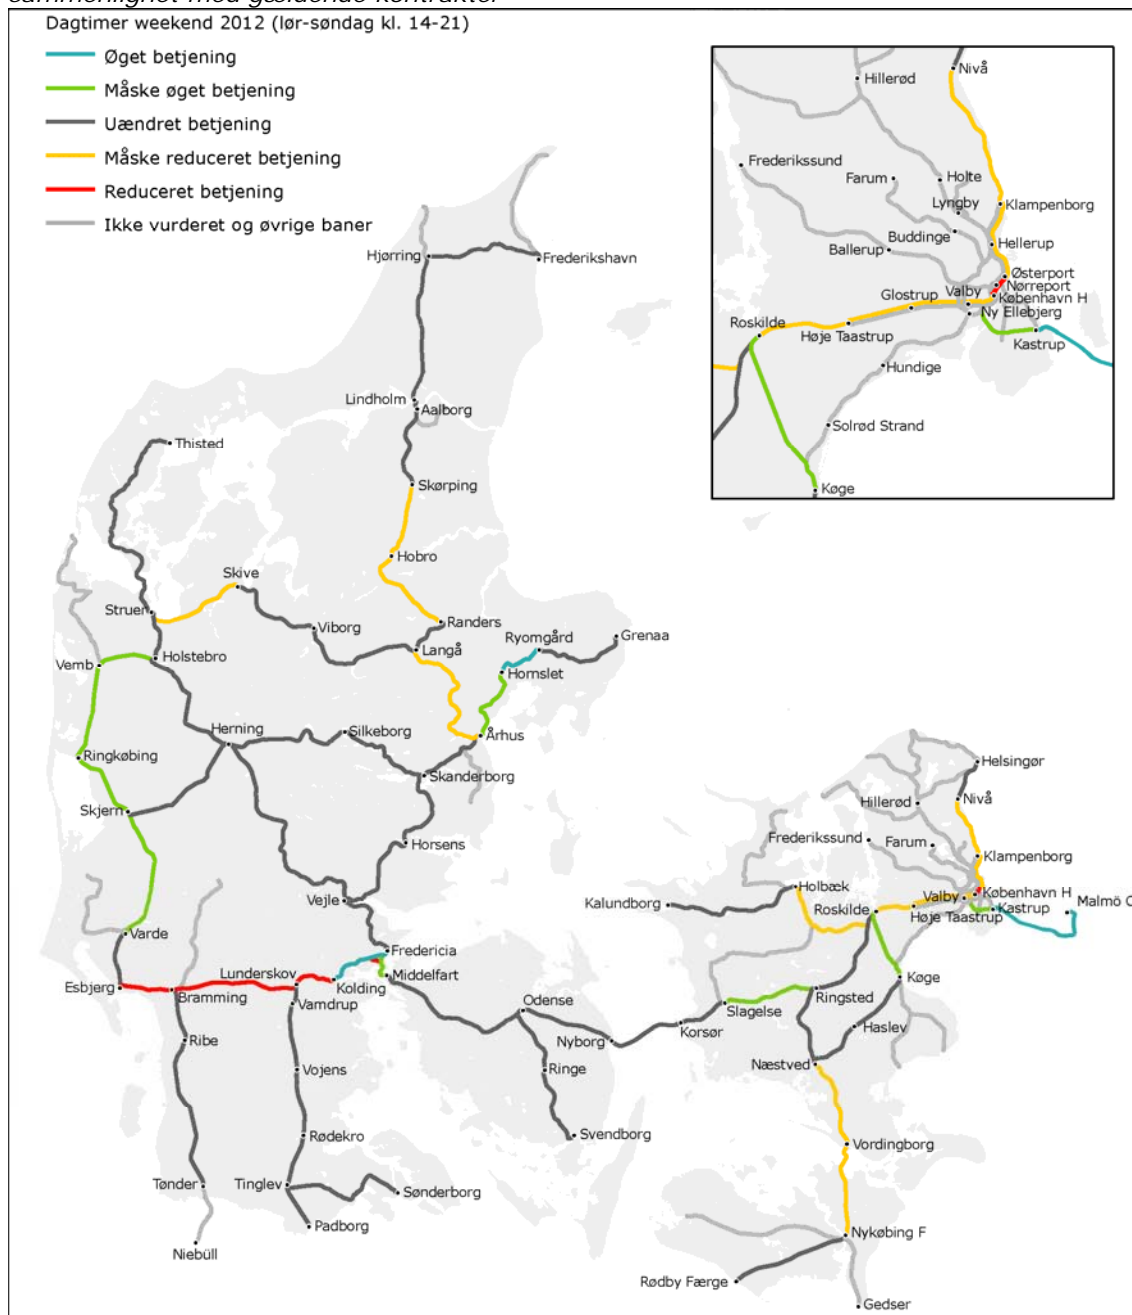 sammenlignet med gældende kontrakter
Dagtimer weekend 2012 (lør-søndag kl. 14-21)
Øget betjening
Måske øget betjening
Uændret betjening
Måske reduceret betjening
Reduceret betjening
Ikke vurderet og øvrige baner
Nivå
Hillerød
Frederikssund
Farum
Holte
Lyngby
Klampenborg
Buddinge
Ballerup
Hellerup
Østerport
Nørreport
Valby
København H
Glostrup
Ny Ellebjerg
Roskilde
Høje Taastrup
Kastrup
Hundige
Solrød Strand
Køge
Hjørring
Frederikshavn
Lindholm
Aalborg
Thisted
Skørping
Hobro
Skive
Struer
Randers
Viborg
Langå
Ryomgård
Grenaa
Vemb
Holstebro
Hornslet
Herning
Silkeborg
Århus
Ringkøbing
Skanderborg
Skjern
Horsens
Vejle
Varde
Fredericia
Lunderskov
Middelfart
Esbjerg
Bramming
Kolding
Vamdrup
Ribe
Vojens
Rødekro
Tønder
Tinglev
Sønderborg
Padborg
Niebüll
Odense
Nyborg
Ringe
Svendborg
Korsør
Slagelse
Ringsted
Haslev
Næstved
Vordingborg
Nykøbing F
Rødby Færge
Gedser
Helsingør
Hillerød
Nivå
Frederikssund
Farum
Klampenborg
Holbæk
Valby
København H
Kalundborg
Roskilde
Høje Taastrup
Kastrup
Malmö C
Køge